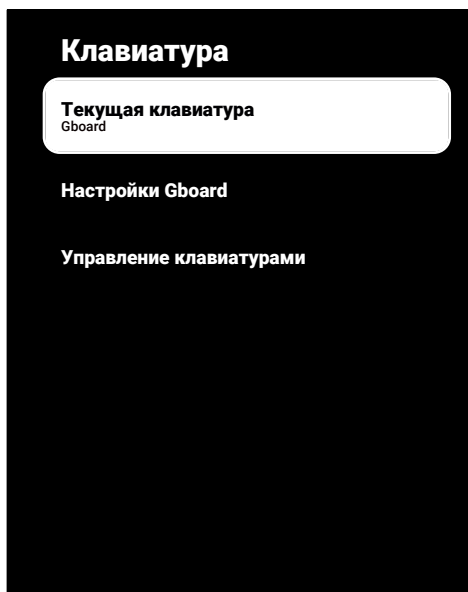 Клавиатура
Текущая клавиатура
Gboard
Настройки Gboard
Управление клавиатурами